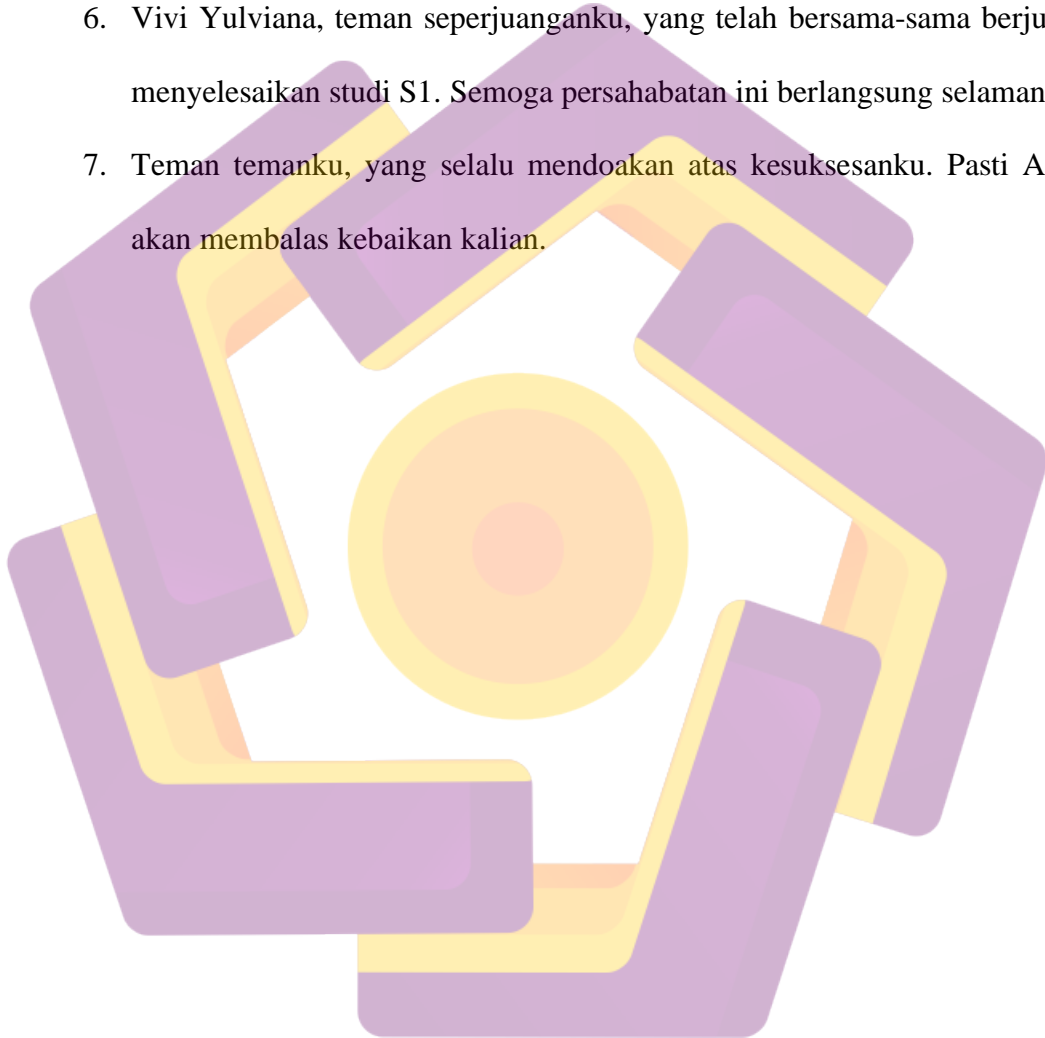 6. Vivi Yulviana, teman seperjuanganku, yang telah bersama-sama berju
menyelesaikan studi S1. Semoga persahabatan ini berlangsung selaman
7. Teman temanku, yang selalu mendoakan atas kesuksesanku. Pasti A
akan membalas kebaikan kalian.